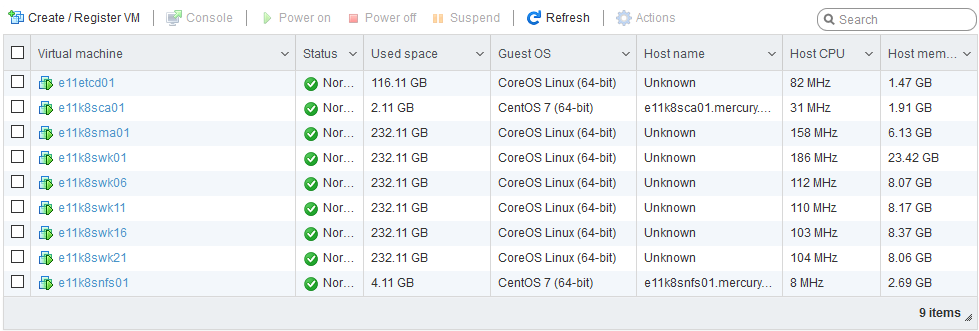 Create / Register VM Console Power on Power off Suspend Refresh Actions Search
Virtual machine Status Used space Guest OS Host name Host CPU Host mem...
e11etcd01 Nor... 116.11 GB CoreOS Linux (64-bit) Unknown 82 MHz 1.47 GB
e11k8sca01 Nor... 2.11 GB CentOS 7 (64-bit) e11k8sca01.mercury.... 31 MHz 1.91 GB
e11k8sma01 Nor... 232.11 GB CoreOS Linux (64-bit) Unknown 158 MHz 6.13 GB
e11k8swk01 Nor... 232.11 GB CoreOS Linux (64-bit) Unknown 186 MHz 23.42 GB
e11k8swk06 Nor... 232.11 GB CoreOS Linux (64-bit) Unknown 112 MHz 8.07 GB
e11k8swk11 Nor... 232.11 GB CoreOS Linux (64-bit) Unknown 110 MHz 8.17 GB
e11k8swk16 Nor... 232.11 GB CoreOS Linux (64-bit) Unknown 103 MHz 8.37 GB
e11k8swk21 Nor... 232.11 GB CoreOS Linux (64-bit) Unknown 104 MHz 8.06 GB
e11k8snfs01 Nor... 4.11 GB CentOS 7 (64-bit) e11k8snfs01.mercury... 8 MHz 2.69 GB
9 items